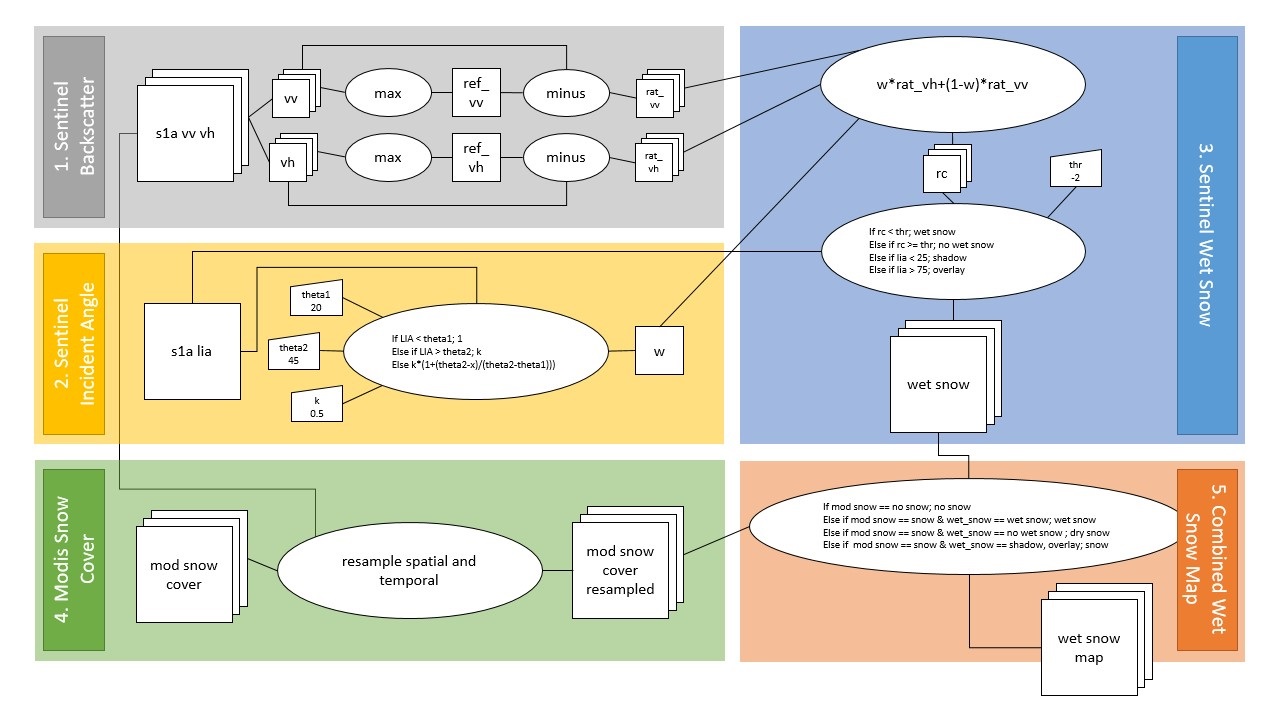 1. Sentinel
Backscatter
s1a vv vh
vv
max
ref_
vv
minus
rat_
vv
vh
max
ref_
vh
minus
rat_
vh
2. Sentinel
Incident Angle
s1a lia
theta1
20
theta2
45
k
0.5
If LIA < theta1; 1
Else if LIA > theta2; k
Else k*(1+(theta2-x)/(theta2-theta1)))
w
3. Sentinel Wet Snow
w*rat_vh+(1-w)*rat_vv
rc
thr
-2
If rc < thr; wet snow
Else if rc >= thr; no wet snow
Else if lia < 25; shadow
Else if lia > 75; overlay
wet snow
4. Modis Snow
Cover
mod snow
cover
resample spatial and
temporal
mod snow
cover
resampled
5. Combined Wet
Snow Map
If mod snow == no snow; no snow
Else if mod snow == snow & wet_snow == wet snow; wet snow
Else if mod snow == snow & wet_snow == no wet snow ; dry snow
Else if  mod snow == snow & wet_snow == shadow, overlay; snow
wet snow
map